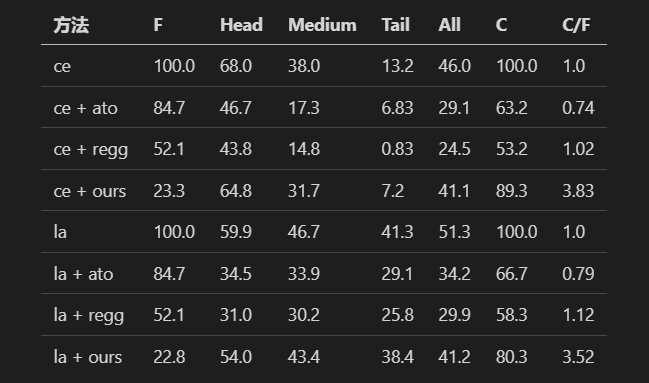 方法 F Head Medium Tail All C C/F
ce 100.0 68.0 38.0 13.2 46.0 100.0 1.0
ce + ato 84.7 46.7 17.3 6.83 29.1 63.2 0.74
ce + regg 52.1 43.8 14.8 0.83 24.5 53.2 1.02
ce + ours 23.3 64.8 31.7 7.2 41.1 89.3 3.83
la 100.0 59.9 46.7 41.3 51.3 100.0 1.0
la + ato 84.7 34.5 33.9 29.1 34.2 66.7 0.79
la + regg 52.1 31.0 30.2 25.8 29.9 58.3 1.12
la + ours 22.8 54.0 43.4 38.4 41.2 80.3 3.52